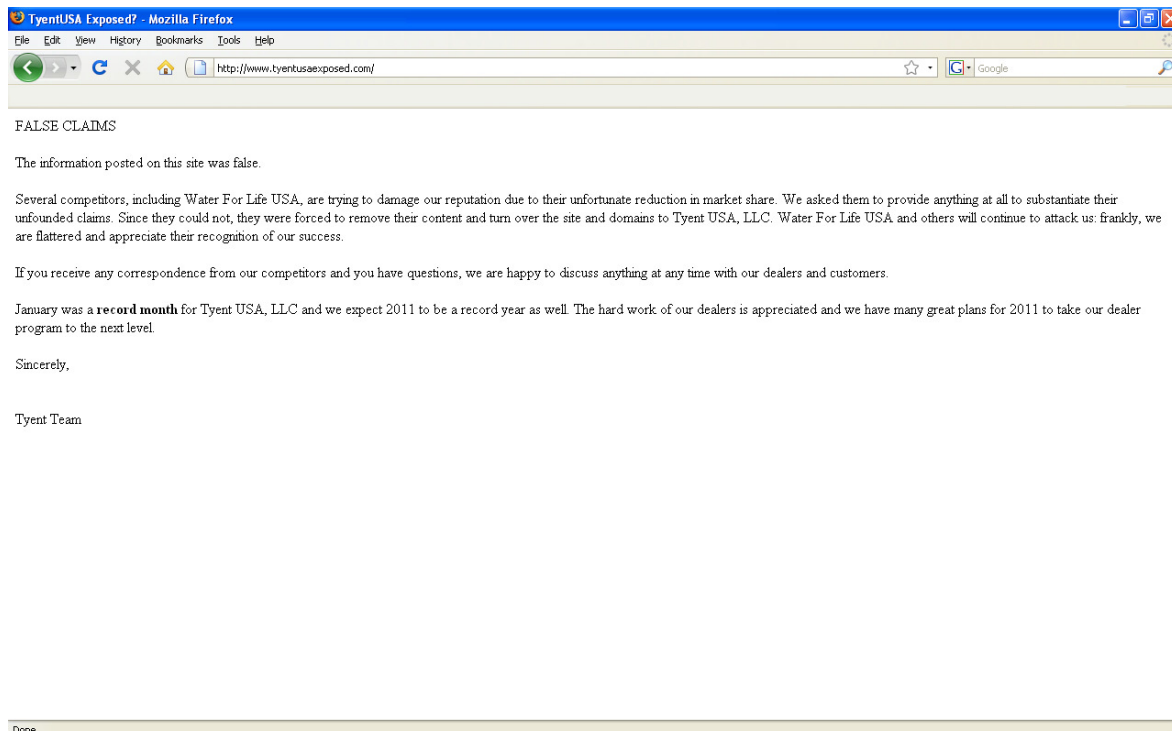 TyentUSA Exposed? - Mozilla Firefox
File Edit View History Bookmarks Tools Help
http://www.tyentusaexposed.com/
G Google
FALSE CLAIMS
The information posted on this site was false.
Several competitors, including Water For Life USA, are trying to damage our reputation due to their unfortunate reduction in market share. We asked them to provide anything at all to substantiate their
unfounded claims. Since they could not, they were forced to remove their content and turn over the site and domains to Tyent USA, LLC. Water For Life USA and others will continue to attack us: frankly, we
are flattered and appreciate their recognition of our success.
If you receive any correspondence from our competitors and you have questions, we are happy to discuss anything at any time with our dealers and customers.
January was a record month for Tyent USA, LLC and we expect 2011 to be a record year as well. The hard work of our dealers is appreciated and we have many great plans for 2011 to take our dealer
program to the next level.
Sincerely,
Tyent Team
Done